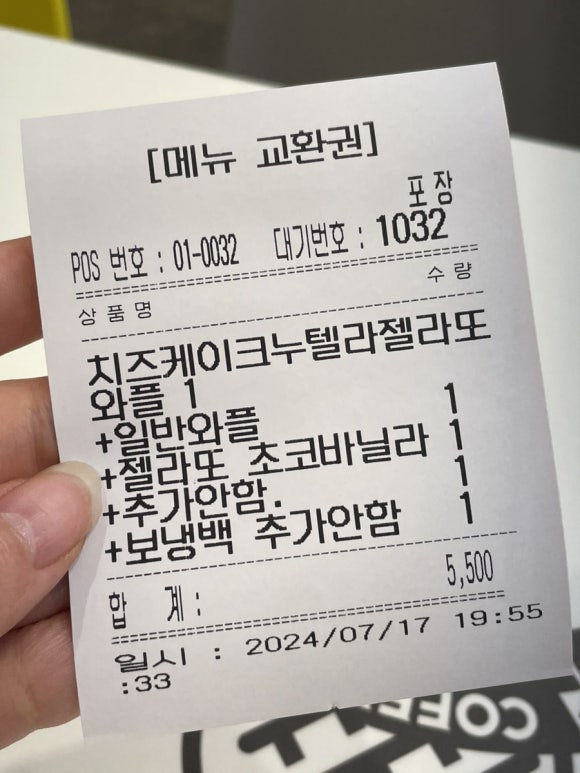 [메뉴 교환권]
포장
POS 번호 : 01-0032 대기번호 : 1032
상품명 수량
치즈케이크누텔라젤라또
와플 1 1
+일반와플 1
+젤라또 초코바닐라 1
+추가안함. 1
+보냉백 추가안함 1
합 계 : 5,500
일시 : 2024/07/17 19:55
:33
COFFEE